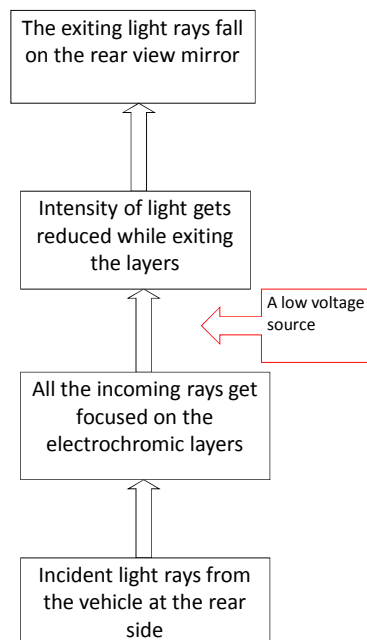 The exiting light rays fall
on the rear view mirror
Intensity of light gets
reduced while exiting
the layers
A low voltage
source
All the incoming rays get
focused on the
electrochromic layers
Incident light rays from
the vehicle at the rear
side